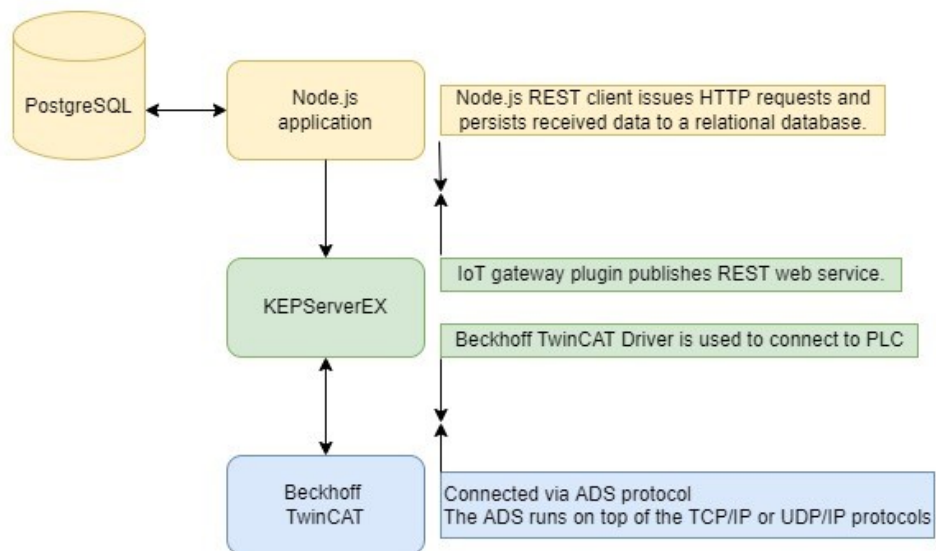 PostgreSQL
Node.js
application
Node.js REST client issues HTTP requests and
persists received data to a relational database.
KEPServerEX
IoT gateway plugin publishes REST web service.
Beckhoff TwinCAT Driver is used to connect to PLC
Beckhoff
TwinCAT
Connected via ADS protocol
The ADS runs on top of the TCP/IP or UDP/IP protocols